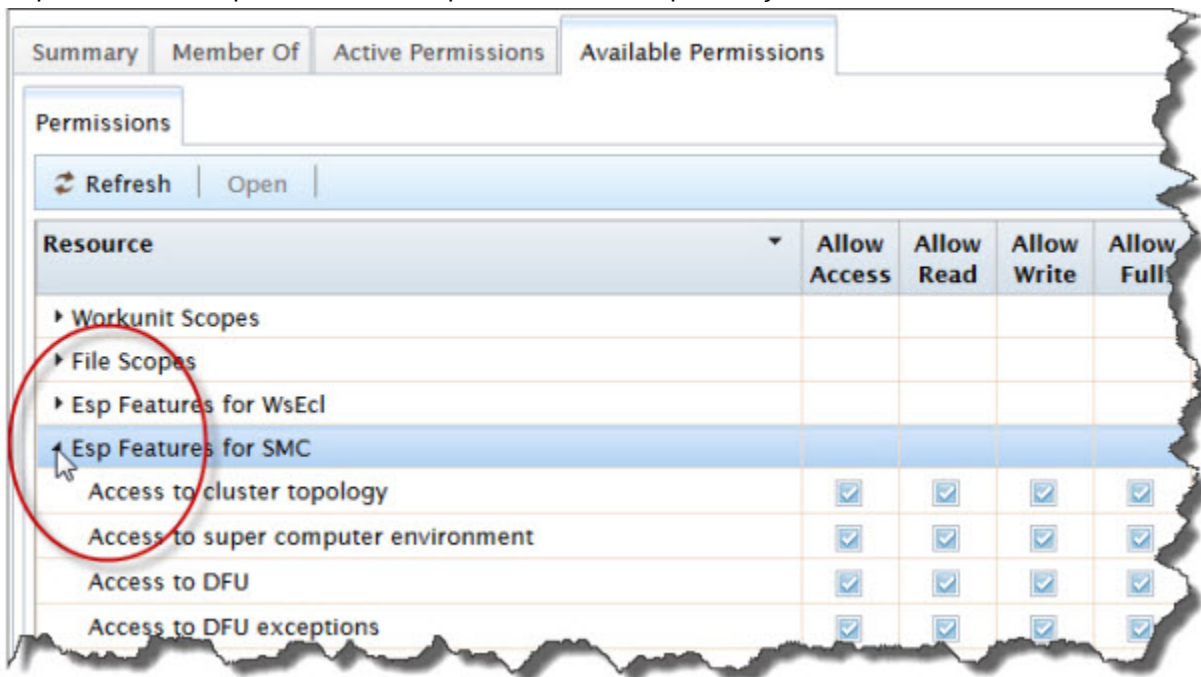 Summary Member Of Active Permissions Available Permissions
Permissions
Refresh Open
Resource Allow Access Allow Read Allow Write Allow Full
Workunit Scopes
File Scopes
Esp Features for WsEcl
Esp Features for SMC
Access to cluster topology
Access to super computer environment
Access to DFU
Access to DFU exceptions